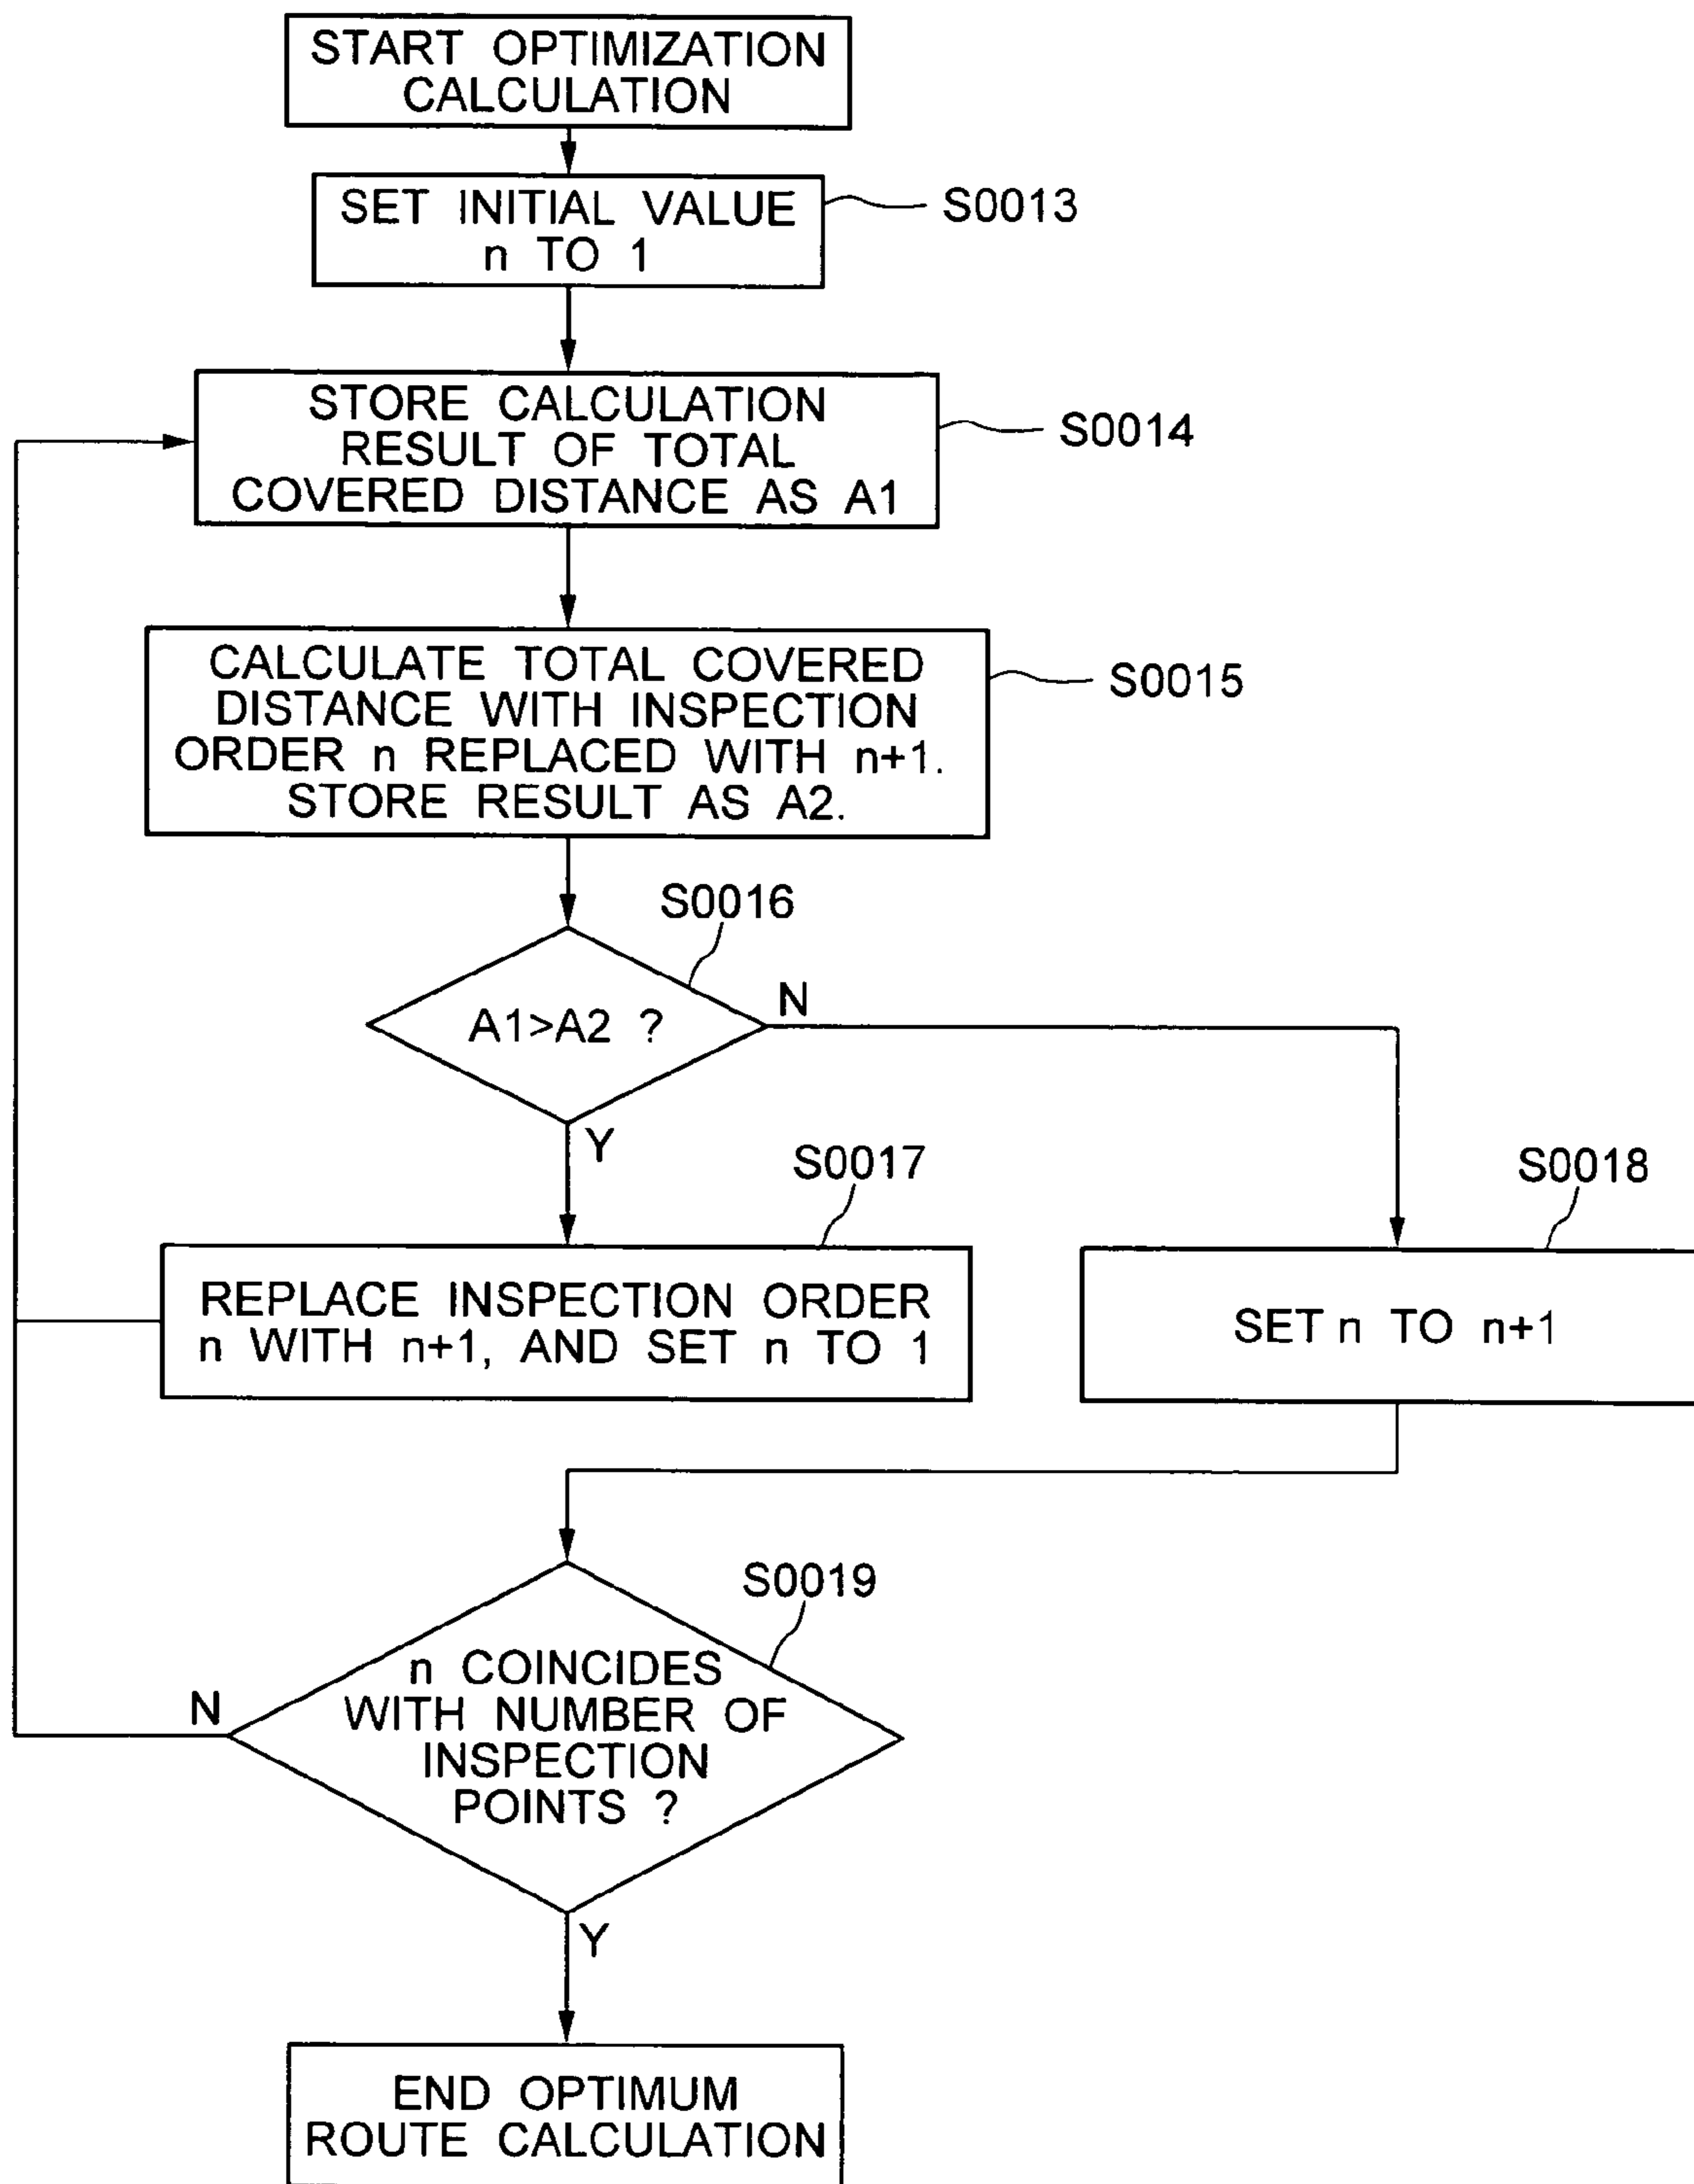 START OPTIMIZATION
CALCULATION
SET INITIAL VALUE
n TO 1
S0013
STORE CALCULATION
RESULT OF TOTAL
COVERED DISTANCE AS A1
S0014
CALCULATE TOTAL COVERED
DISTANCE WITH INSPECTION
ORDER n REPLACED WITH n+1.
STORE RESULT AS A2.
S0015
S0016
A1>A2 ?
N
Y
S0017
REPLACE INSPECTION ORDER
n WITH n+1, AND SET n TO 1
S0018
SET n TO n+1
S0019
n COINCIDES
WITH NUMBER OF
INSPECTION
POINTS ?
N
Y
END OPTIMUM
ROUTE CALCULATION